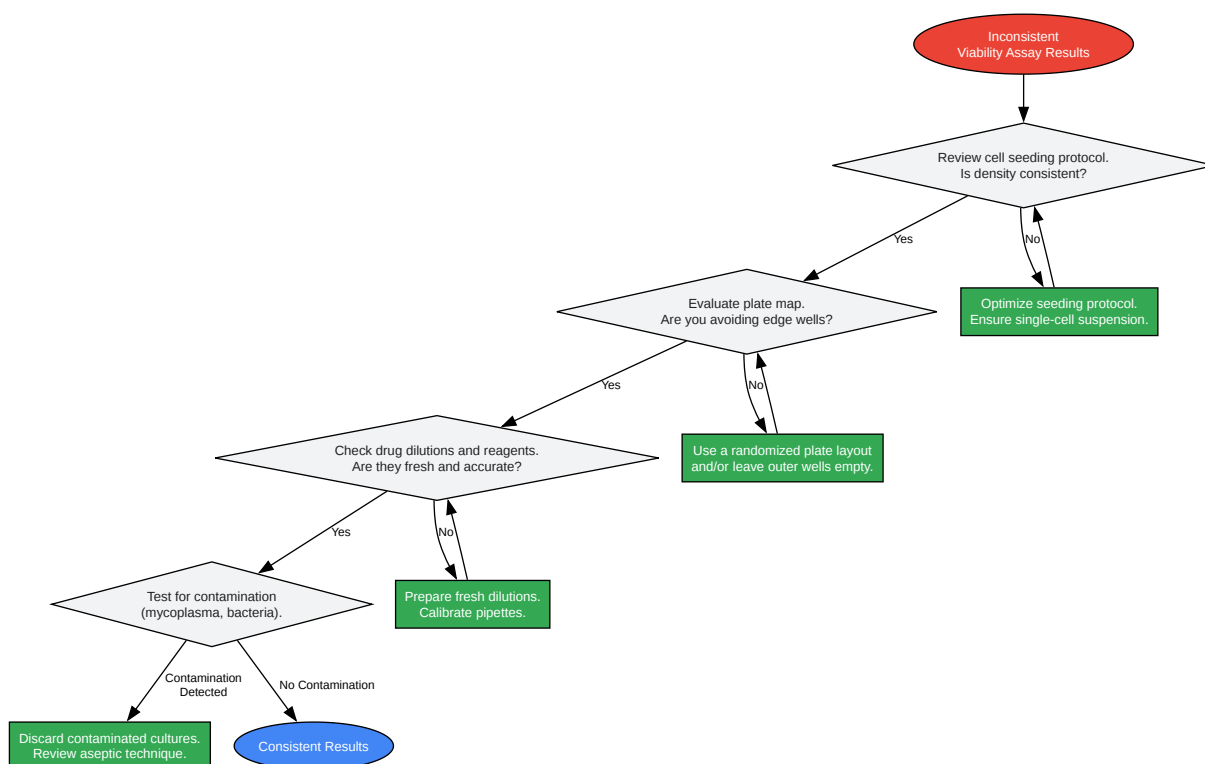 Inconsistent
Viability Assay Results
Review cell seeding protocol.
Is density consistent?
Yes
No
Optimize seeding protocol.
Ensure single-cell suspension.
Evaluate plate map.
Are you avoiding edge wells?
Yes
No
Use a randomized plate layout
and/or leave outer wells empty.
Check drug dilutions and reagents.
Are they fresh and accurate?
Yes
No
Prepare fresh dilutions.
Calibrate pipettes.
Test for contamination
(mycoplasma, bacteria).
Contamination
Detected
No Contamination
Discard contaminated cultures.
Review aseptic technique.
Consistent Results